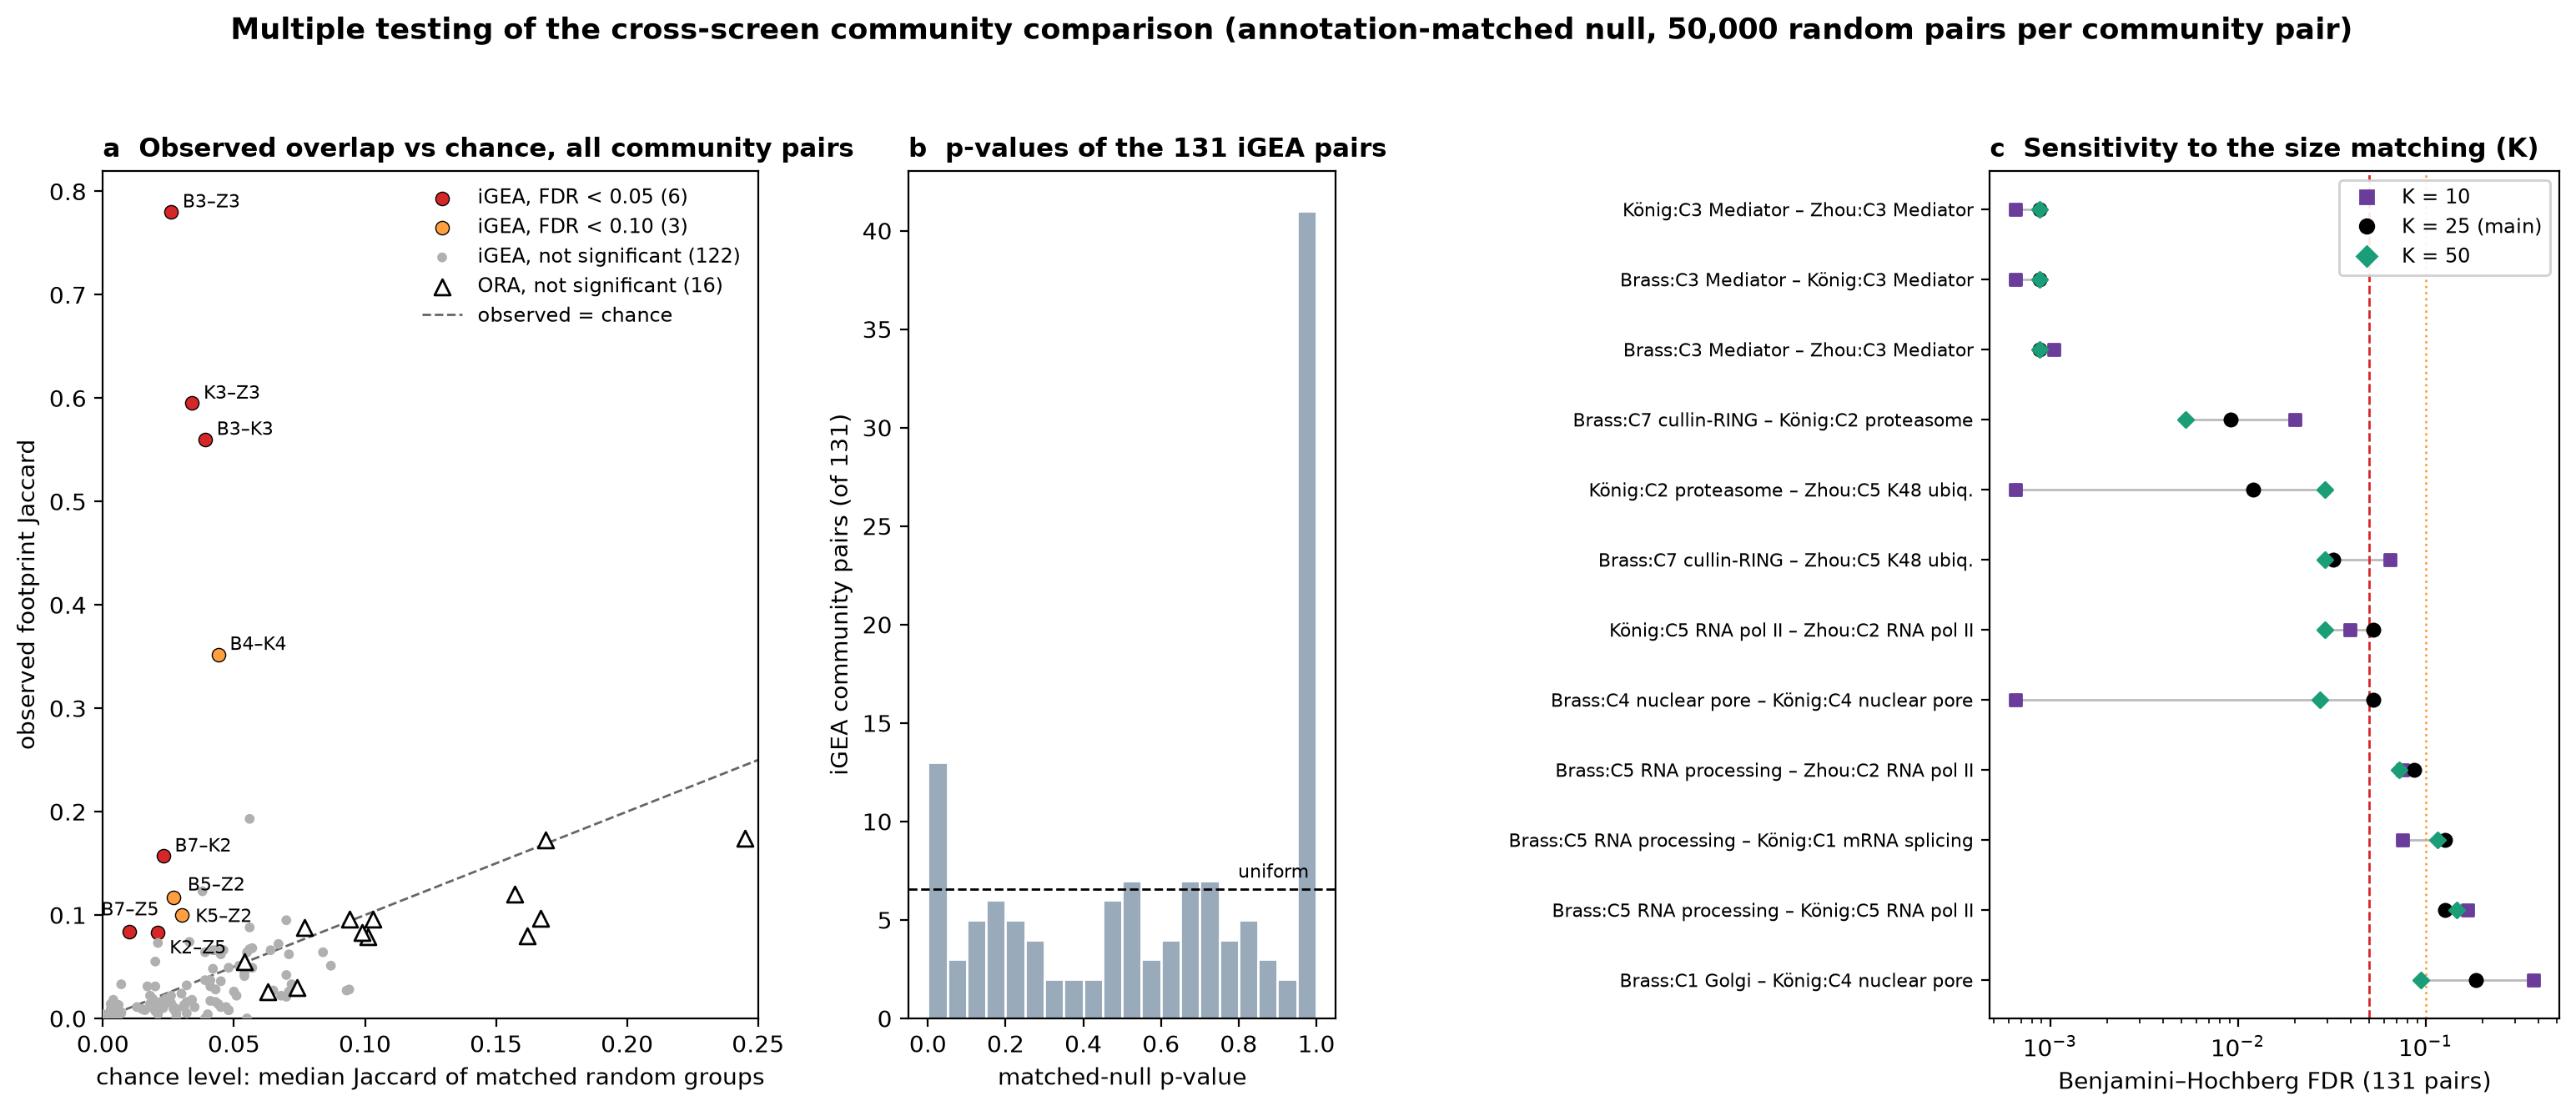 Multiple testing of the cross-screen community comparison (annotation-matched null, 50,000 random pairs per community pair)
a Observed overlap vs chance, all community pairs
observed footprint Jaccard
0.8
0.7
0.6
0.5
0.4
0.3
0.2
0.1
0.0
iGEA, FDR < 0.05 (6)
iGEA, FDR < 0.10 (3)
iGEA, not significant (122)
ORA, not significant (16)
observed = chance
B3–Z3
K3–Z3
B3–K3
B4–K4
B7–K2
B5–Z2
B7–Z5
K5–Z2
K2–Z5
0.00
0.05
0.10
0.15
0.20
0.25
chance level: median Jaccard of matched random groups
b p-values of the 131 iGEA pairs
iGEA community pairs (of 131)
40
35
30
25
20
15
10
5
0
uniform
0.0
0.2
0.4
0.6
0.8
1.0
matched-null p-value
c Sensitivity to the size matching (K)
K = 10
K = 25 (main)
K = 50
König:C3 Mediator – Zhou:C3 Mediator
Brass:C3 Mediator – König:C3 Mediator
Brass:C3 Mediator – Zhou:C3 Mediator
Brass:C7 cullin-RING – König:C2 proteasome
König:C2 proteasome – Zhou:C5 K48 ubiq.
Brass:C7 cullin-RING – Zhou:C5 K48 ubiq.
König:C5 RNA pol II – Zhou:C2 RNA pol II
Brass:C4 nuclear pore – König:C4 nuclear pore
Brass:C5 RNA processing – Zhou:C2 RNA pol II
Brass:C5 RNA processing – König:C1 mRNA splicing
Brass:C5 RNA processing – König:C5 RNA pol II
Brass:C1 Golgi – König:C4 nuclear pore
10⁻³
10⁻²
10⁻¹
Benjamini–Hochberg FDR (131 pairs)